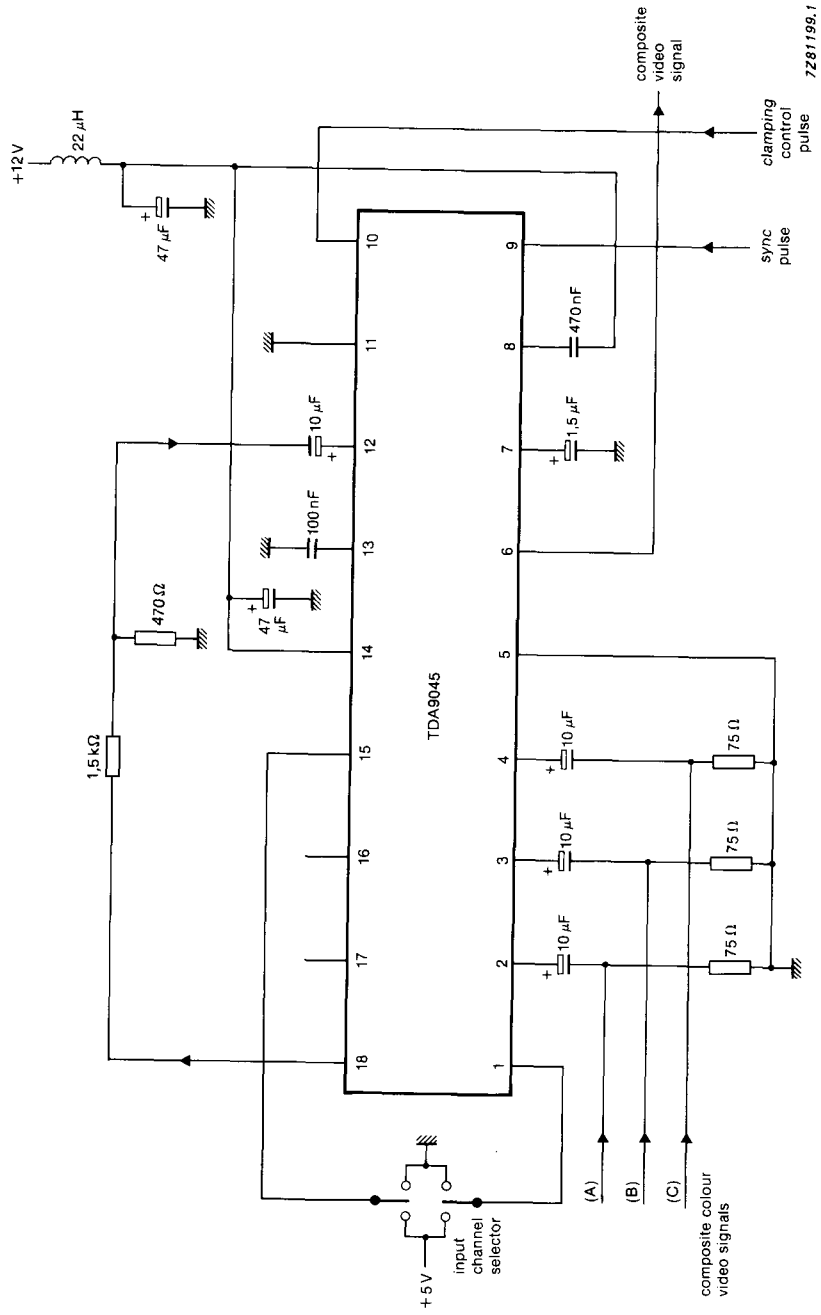 +12 V
22 μH
+
47 μF
1,5 kΩ
470 Ω
+
47
μF
100 nF
10 μF
+
18
17
16
15
14
13
12
11
10
TDA9045
1
2
3
4
5
6
7
8
9
+5 V
input
channel
selector
+
10 μF
+
10 μF
+
10 μF
+
1,5 μF
470 nF
75 Ω
75 Ω
75 Ω
(A)
(B)
(C)
composite colour
video signals
composite
video
signal
sync
pulse
clamping
control
pulse
7Z81199.1